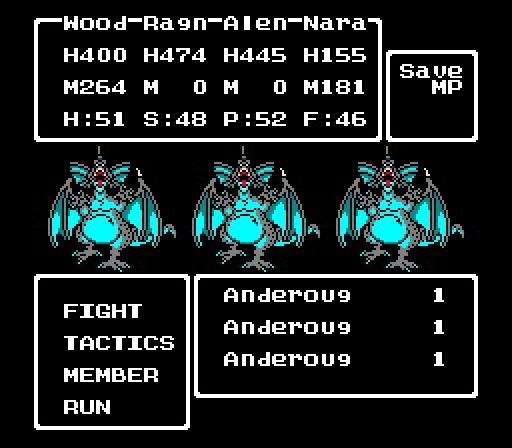 Wood Ragn Alen Nara
H400 H474 H445 H155
M264 M 0 M 0 M181
H:51 S:48 P:52 F:46
Save
MP
FIGHT
TACTICS
MEMBER
RUN
Anderoug 1
Anderoug 1
Anderoug 1